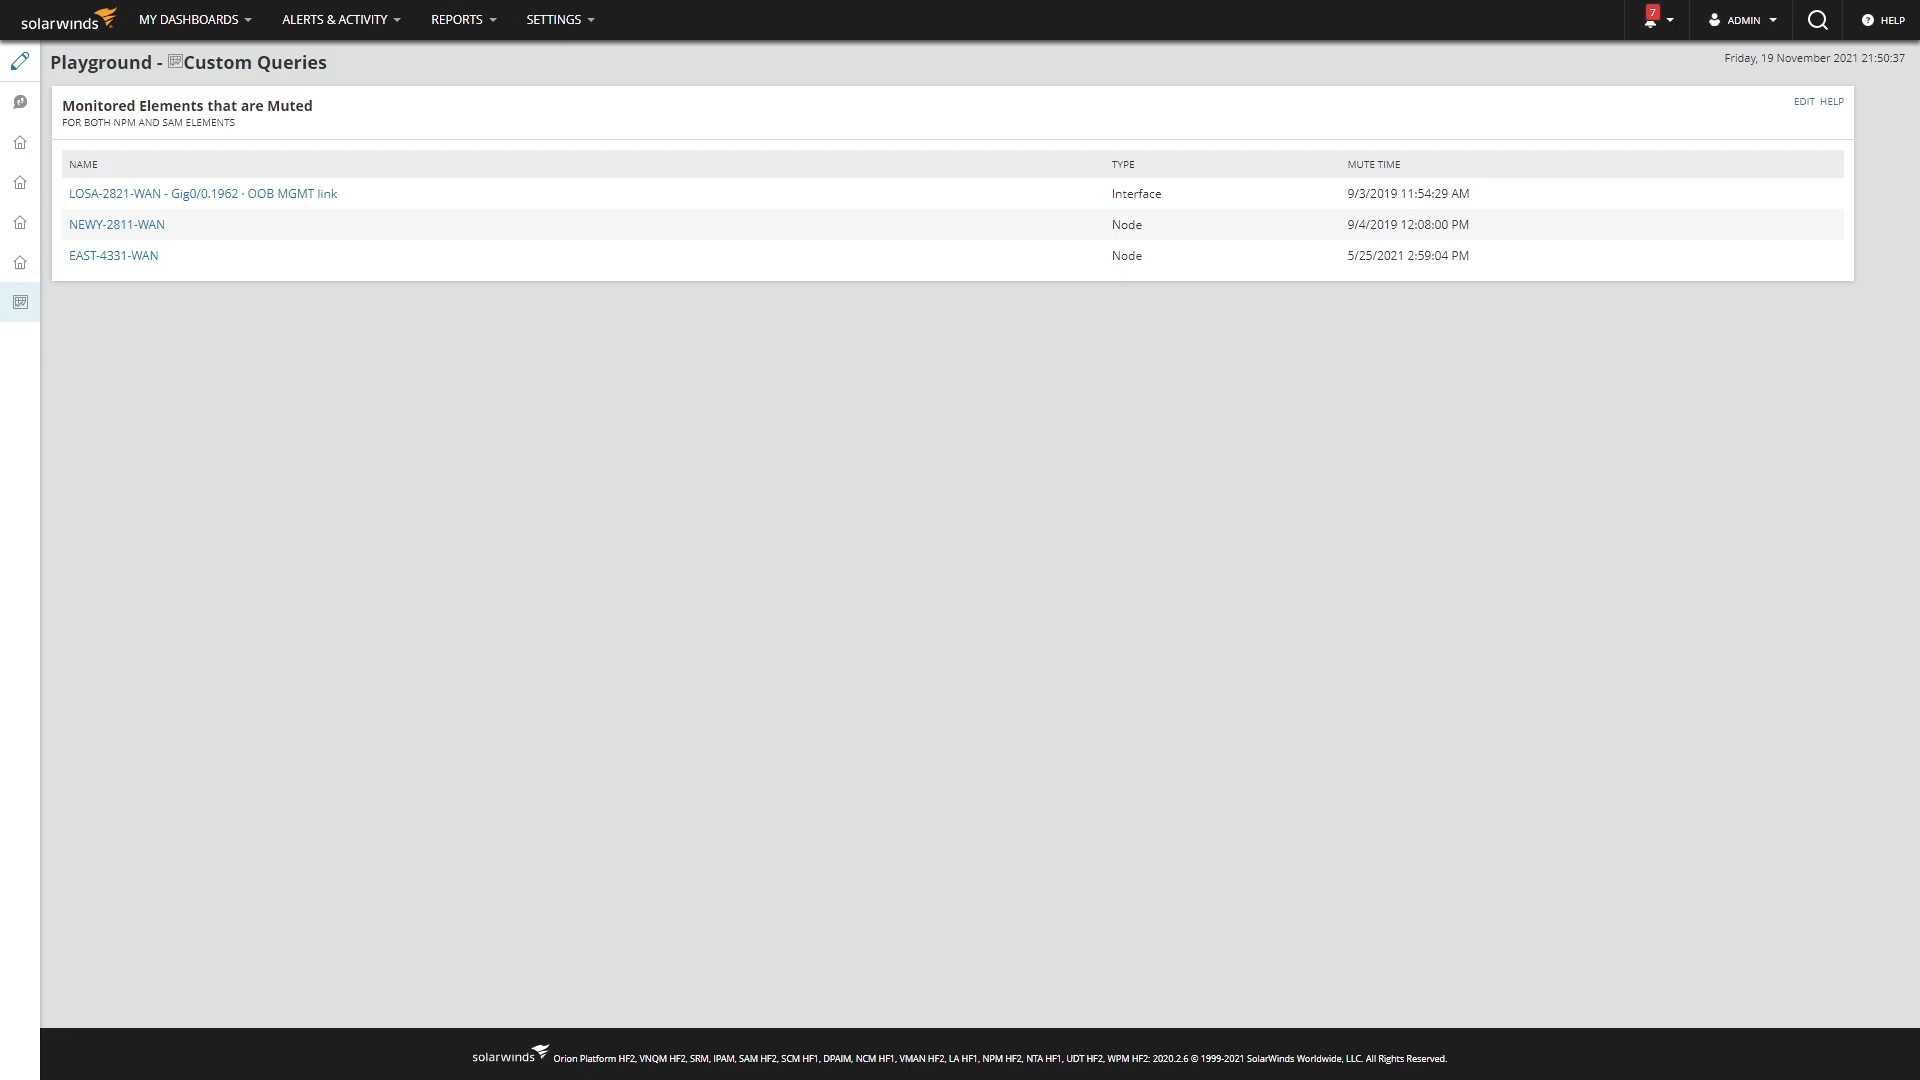 solarwinds MY DASHBOARDS ALERTS & ACTIVITY REPORTS SETTINGS 7 ADMIN ? HELP
Playground - Custom Queries Friday, 19 November 2021 21:50:37
Monitored Elements that are Muted EDIT HELP
FOR BOTH NPM AND SAM ELEMENTS
NAME TYPE MUTE TIME
LOSA-2821-WAN - Gig0/0.1962 · OOB MGMT link Interface 9/3/2019 11:54:29 AM
NEWY-2811-WAN Node 9/4/2019 12:08:00 PM
EAST-4331-WAN Node 5/25/2021 2:59:04 PM
solarwinds Orion Platform HF2, VNQM HF2, SRM, IPAM, SAM HF2, SCM HF1, DPAIM, NCM HF1, VMAN HF2, LA HF1, NPM HF2, NTA HF1, UDT HF2, WPM HF2: 2020.2.6 © 1999-2021 SolarWinds Worldwide, LLC. All Rights Reserved.